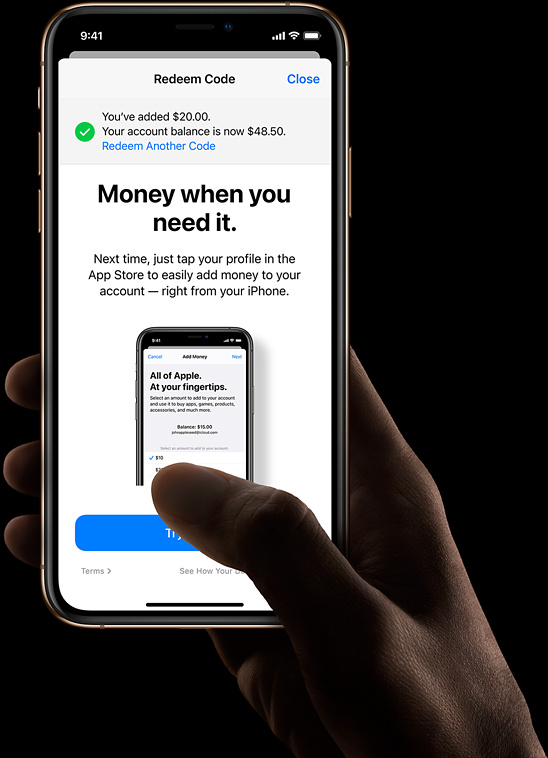 9:41
Redeem Code
Close
You've added $20.00.
Your account balance is now $48.50.
Redeem Another Code
Money when you
need it.
Next time, just tap your profile in the
App Store to easily add money to your
account — right from your iPhone.
9:41
Cancel
Add Money
Next
All of Apple.
At your fingertips.
Select an amount to add to your account
and use it to buy apps, games, products,
accessories, and much more.
Balance: $15.00
johnappleseed@icloud.com
Select an amount to add to your account.
$10
Terms >
See How Your